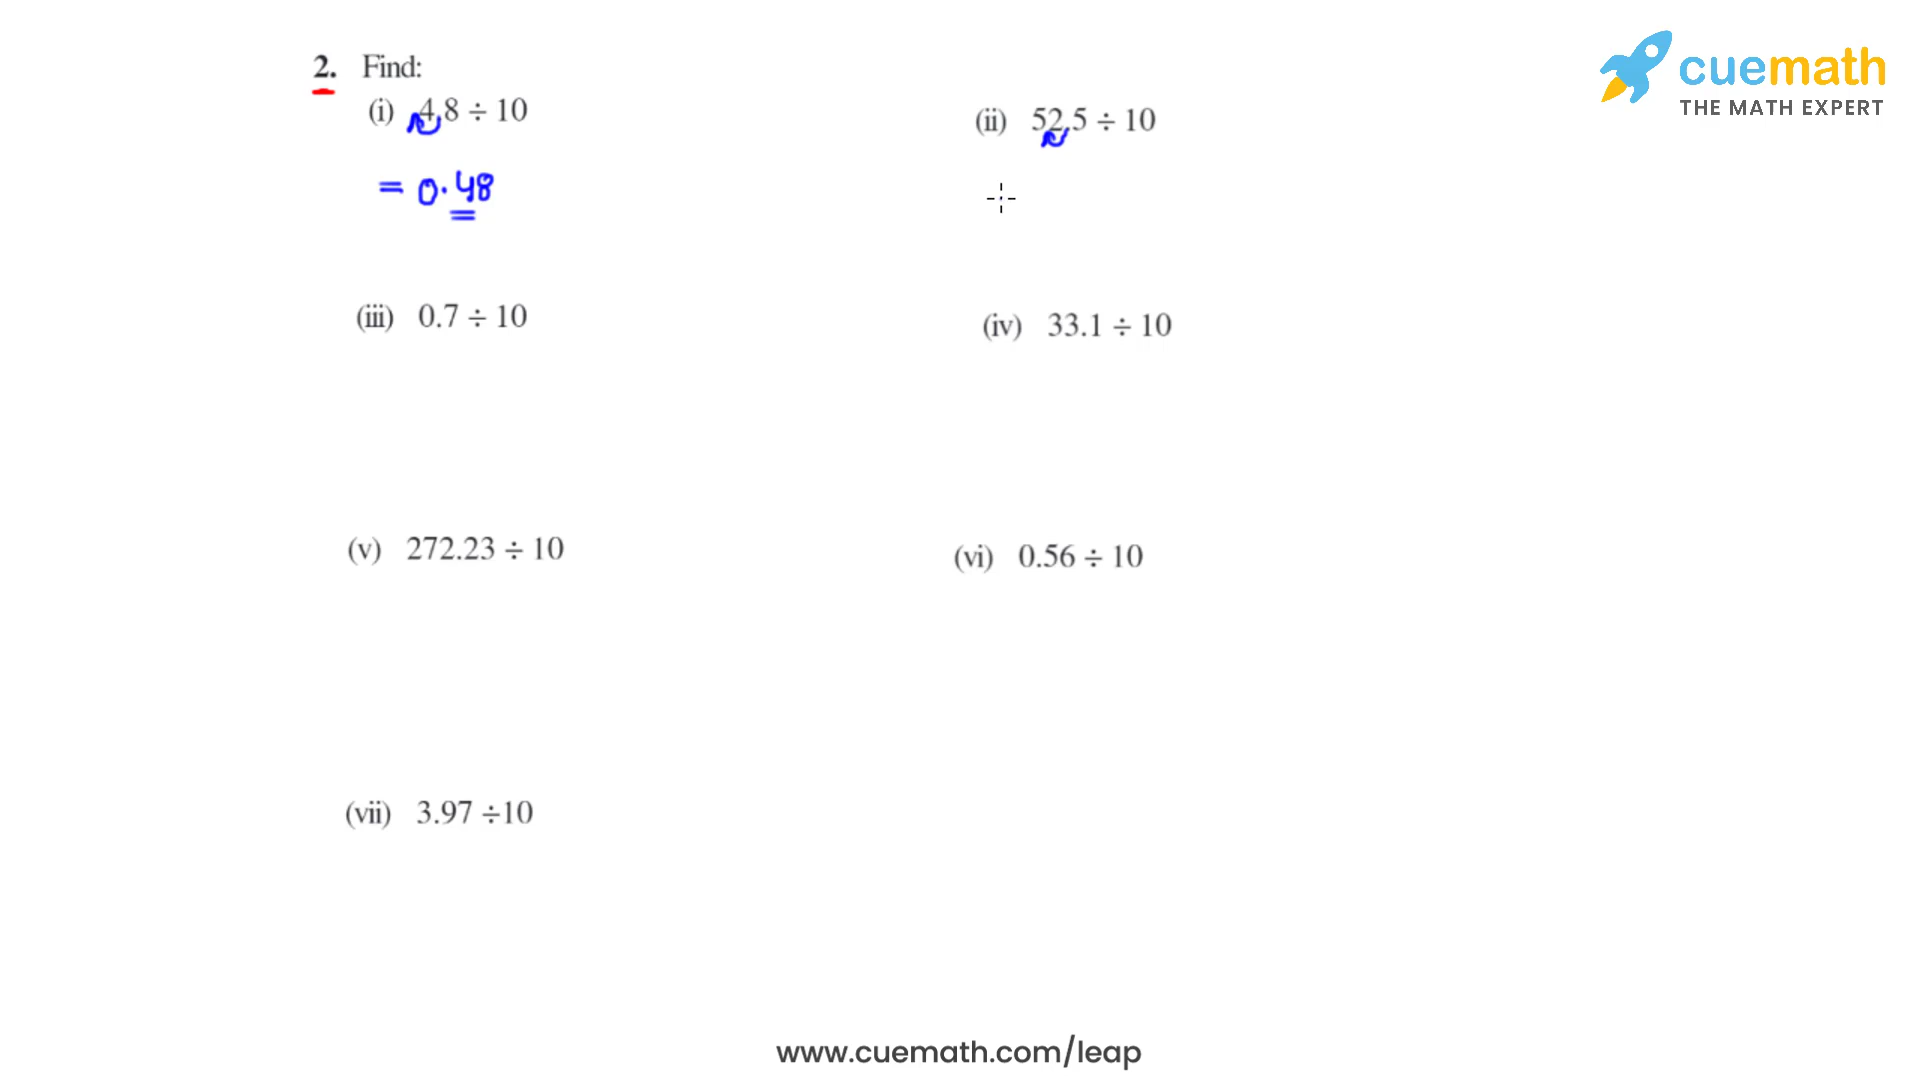 2. Find:
(i) 4.8 ÷ 10
= 0.48
(ii) 52.5 ÷ 10
(iii) 0.7 ÷ 10
(iv) 33.1 ÷ 10
(v) 272.23 ÷ 10
(vi) 0.56 ÷ 10
(vii) 3.97 ÷10
cuemath
THE MATH EXPERT
www.cuemath.com/leap